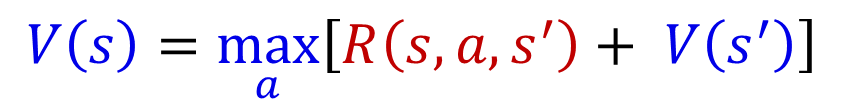 V(s) = max[R(s, a, s′) + V(s′)]
a